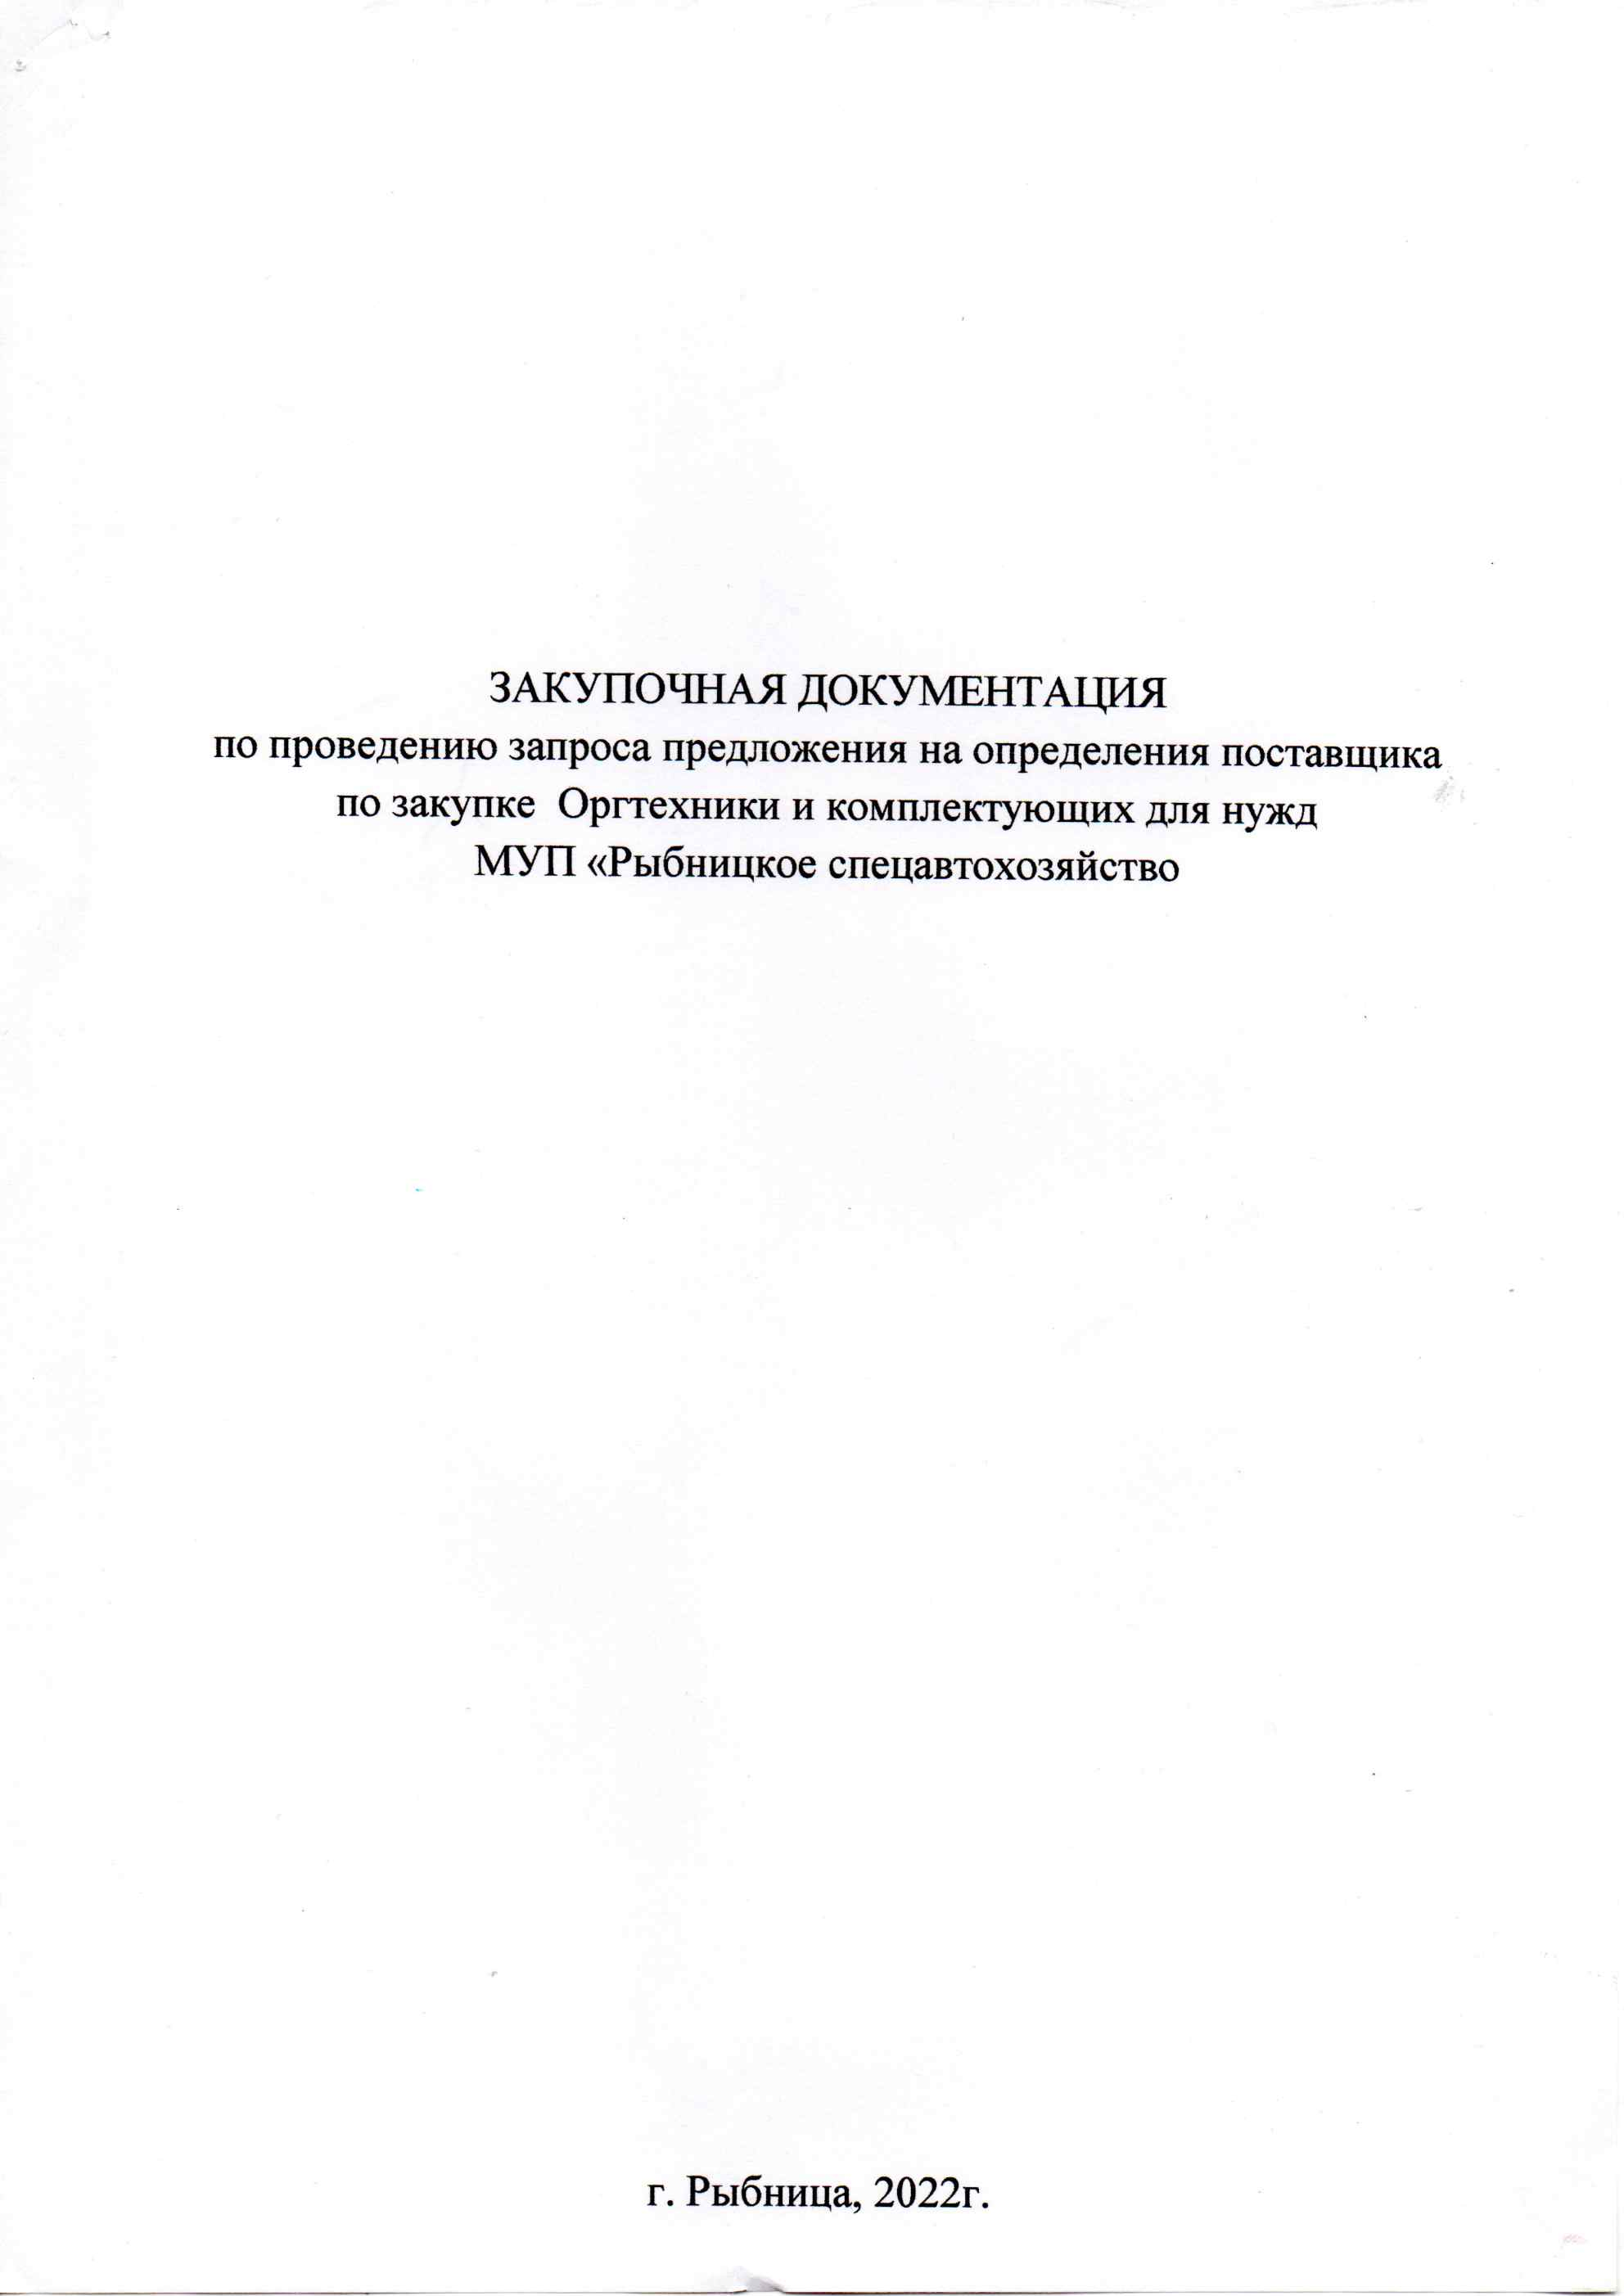 ЗАКУПОЧНАЯ ДОКУМЕНТАЦИЯ
по проведению запроса предложения на определения поставщика
по закупке  Оргтехники и комплектующих для нужд
МУП «Рыбницкое спецавтохозяйство
г. Рыбница, 2022г.